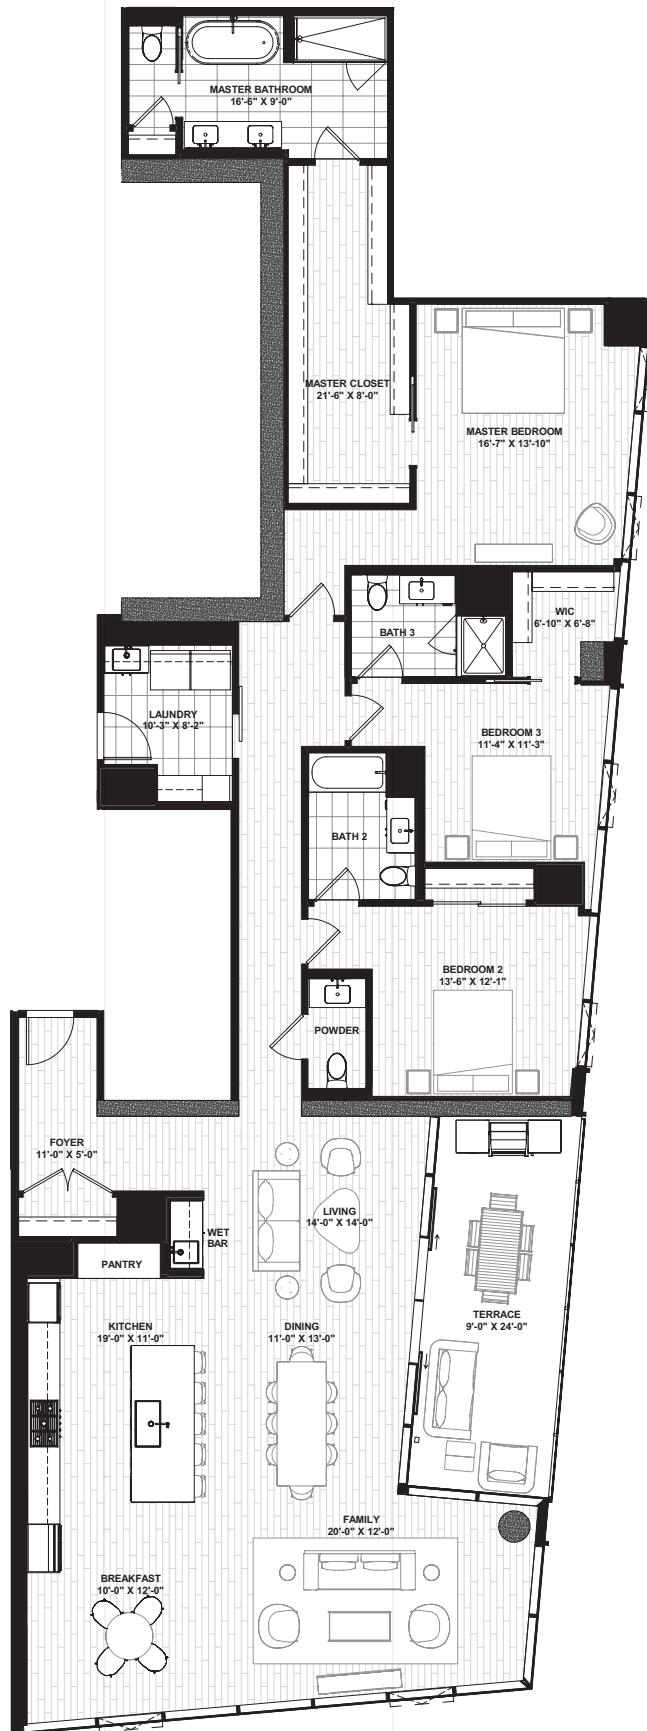 MASTER BATHROOM
16'-6" X 9'-0"
MASTER CLOSET
21'-6" X 8'-0"
MASTER BEDROOM
16'-7" X 13'-10"
WIC
6'-10" X 6'-8"
BATH 3
LAUNDRY
10'-3" X 8'-2"
BEDROOM 3
11'-4" X 11'-3"
BATH 2
BEDROOM 2
13'-6" X 12'-1"
POWDER
FOYER
11'-0" X 5'-0"
LIVING
14'-0" X 14'-0"
WET
BAR
PANTRY
TERRACE
9'-0" X 24'-0"
KITCHEN
19'-0" X 11'-0"
DINING
11'-0" X 13'-0"
FAMILY
20'-0" X 12'-0"
BREAKFAST
10'-0" X 12'-0"